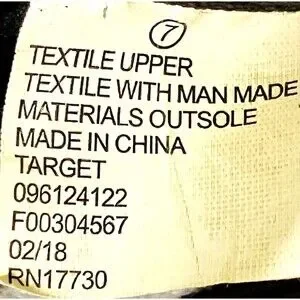 7
TEXTILE UPPER
TEXTILE WITH MAN MADE
MATERIALS OUTSOLE
MADE IN CHINA
TARGET
096124122
F00304567
02/18
RN17730